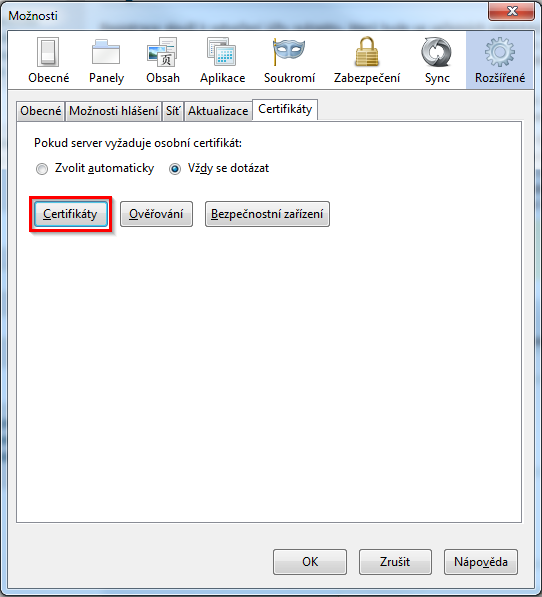 Možnosti
Obecné Panely Obsah Aplikace Soukromí Zabezpečení Sync Rozšířené
Obecné Možnosti hlášení Síť Aktualizace Certifikáty
Pokud server vyžaduje osobní certifikát:
Zvolit automaticky Vždy se dotázat
Certifikáty Ověřování Bezpečnostní zařízení
OK Zrušit Nápověda